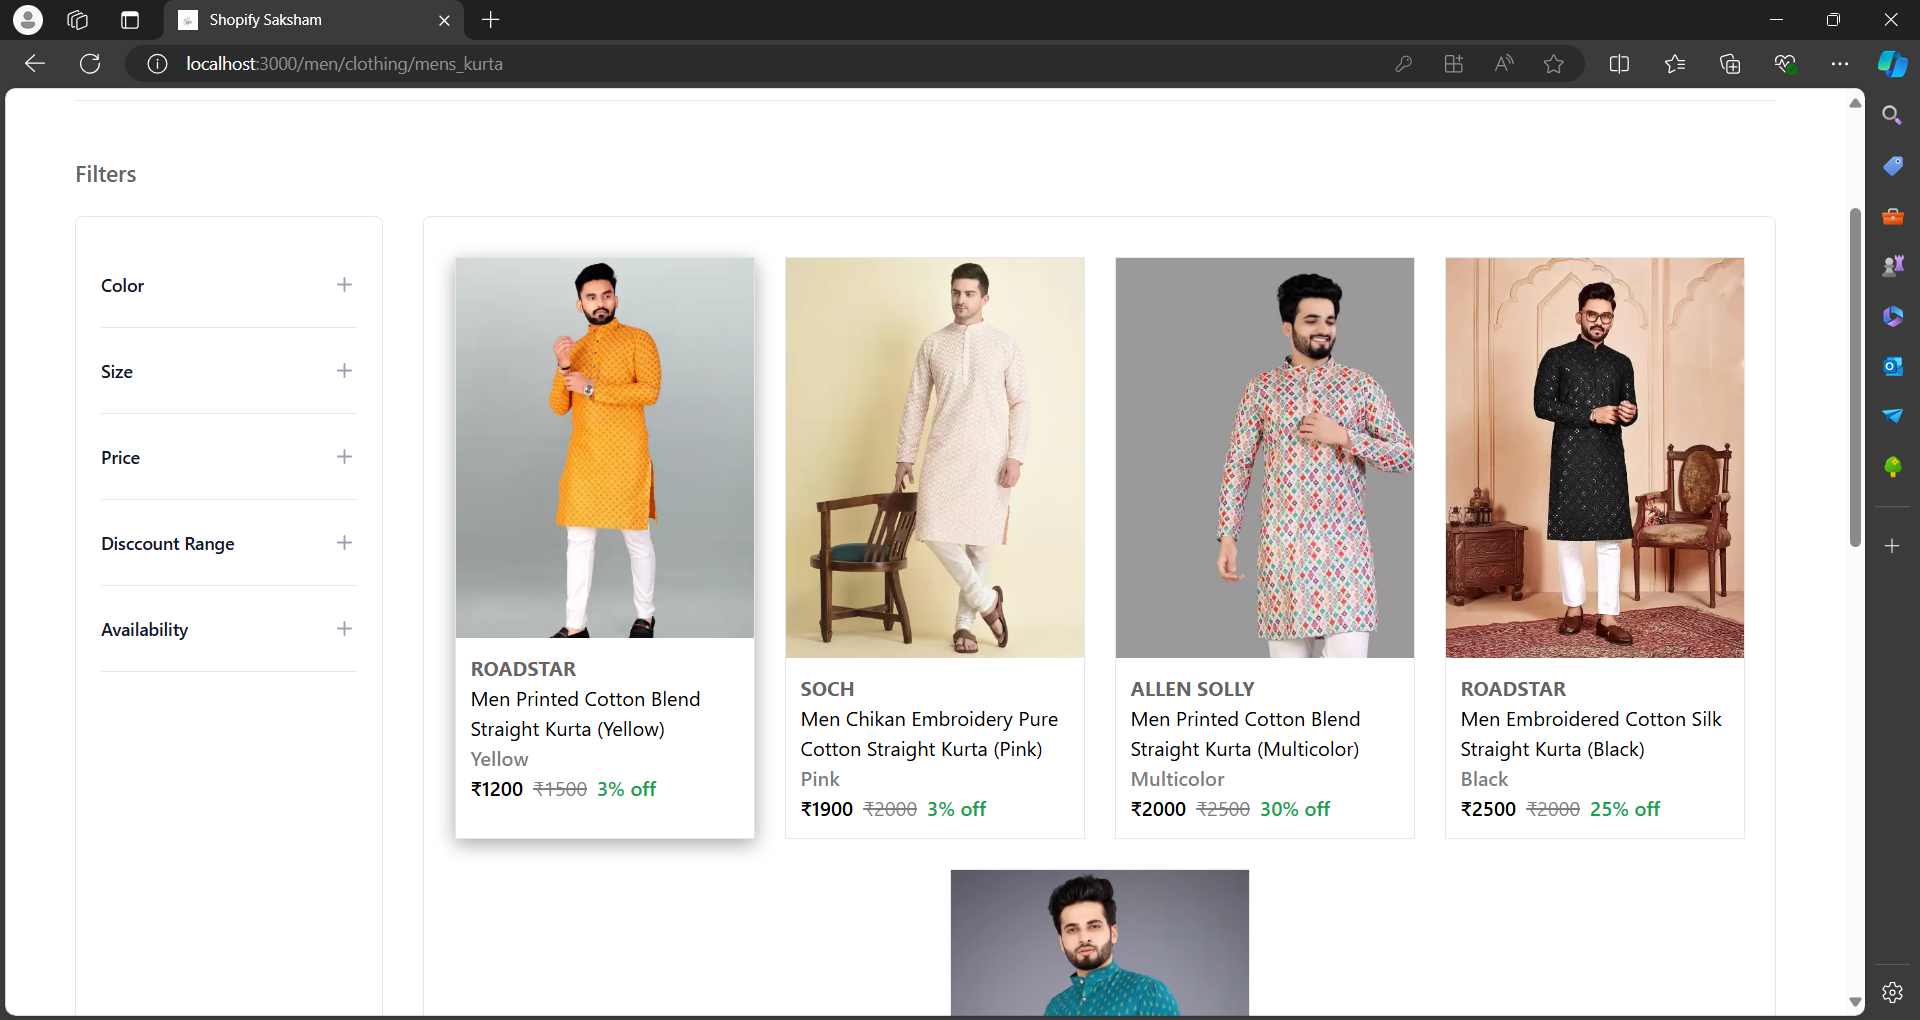 Shopify Saksham
localhost:3000/men/clothing/mens_kurta
Filters
Color
Size
Price
Disccount Range
Availability
ROADSTAR
Men Printed Cotton Blend
Straight Kurta (Yellow)
Yellow
₹1200 ₹1500 3% off
SOCH
Men Chikan Embroidery Pure
Cotton Straight Kurta (Pink)
Pink
₹1900 ₹2000 3% off
ALLEN SOLLY
Men Printed Cotton Blend
Straight Kurta (Multicolor)
Multicolor
₹2000 ₹2500 30% off
ROADSTAR
Men Embroidered Cotton Silk
Straight Kurta (Black)
Black
₹2500 ₹2000 25% off